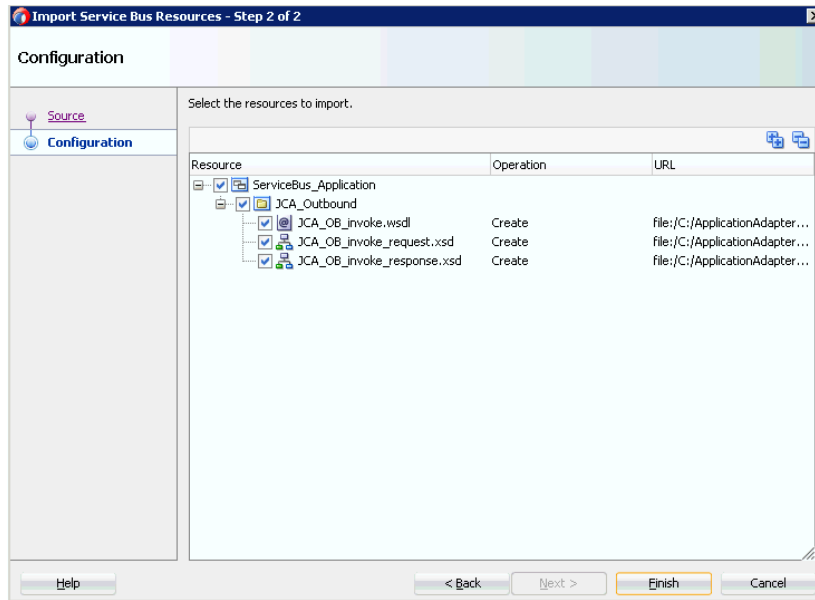 Import Service Bus Resources - Step 2 of 2
Configuration
Source
Configuration
Select the resources to import.
Resource Operation URL
ServiceBus_Application
JCA_Outbound
JCA_OB_invoke.wsdl Create file:/C:/ApplicationAdapter...
JCA_OB_invoke_request.xsd Create file:/C:/ApplicationAdapter...
JCA_OB_invoke_response.xsd Create file:/C:/ApplicationAdapter...
Help < Back Next > Finish Cancel